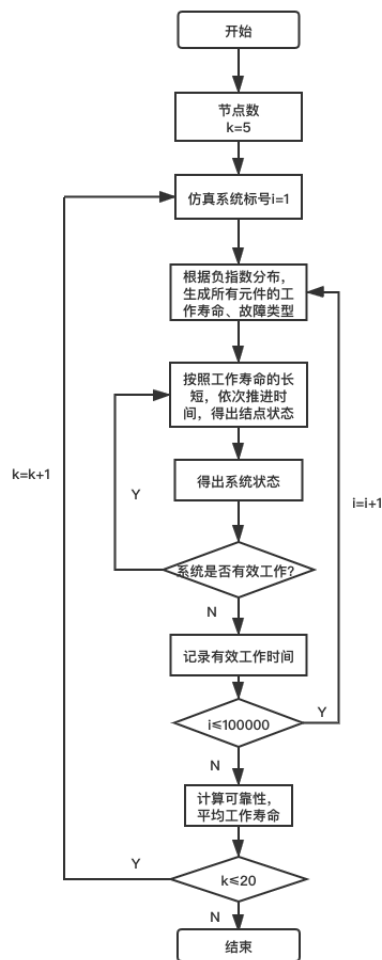 开始
节点数
k=5
仿真系统标号i=1
根据负指数分布，
生成所有元件的工
作寿命、故障类型
按照工作寿命的长
短，依次推进时
间，得出结点状态
k=k+1
Y
得出系统状态
i=i+1
系统是否有效工作?
N
记录有效工作时间
i≤100000
Y
N
计算可靠性，
平均工作寿命
Y
k≤20
N
结束